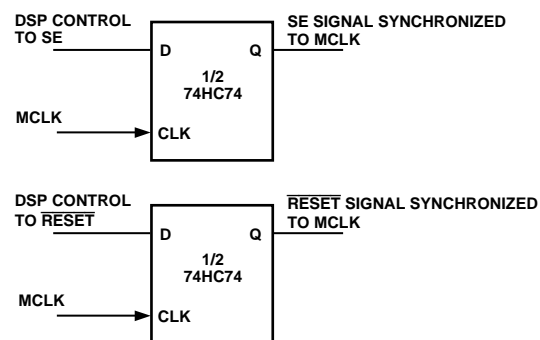 DSP CONTROL
TO SE
SE SIGNAL SYNCHRONIZED
TO MCLK
D
Q
1/2
74HC74
MCLK
CLK
DSP CONTROL
TO RESET
RESET SIGNAL SYNCHRONIZED
TO MCLK
D
Q
1/2
74HC74
MCLK
CLK